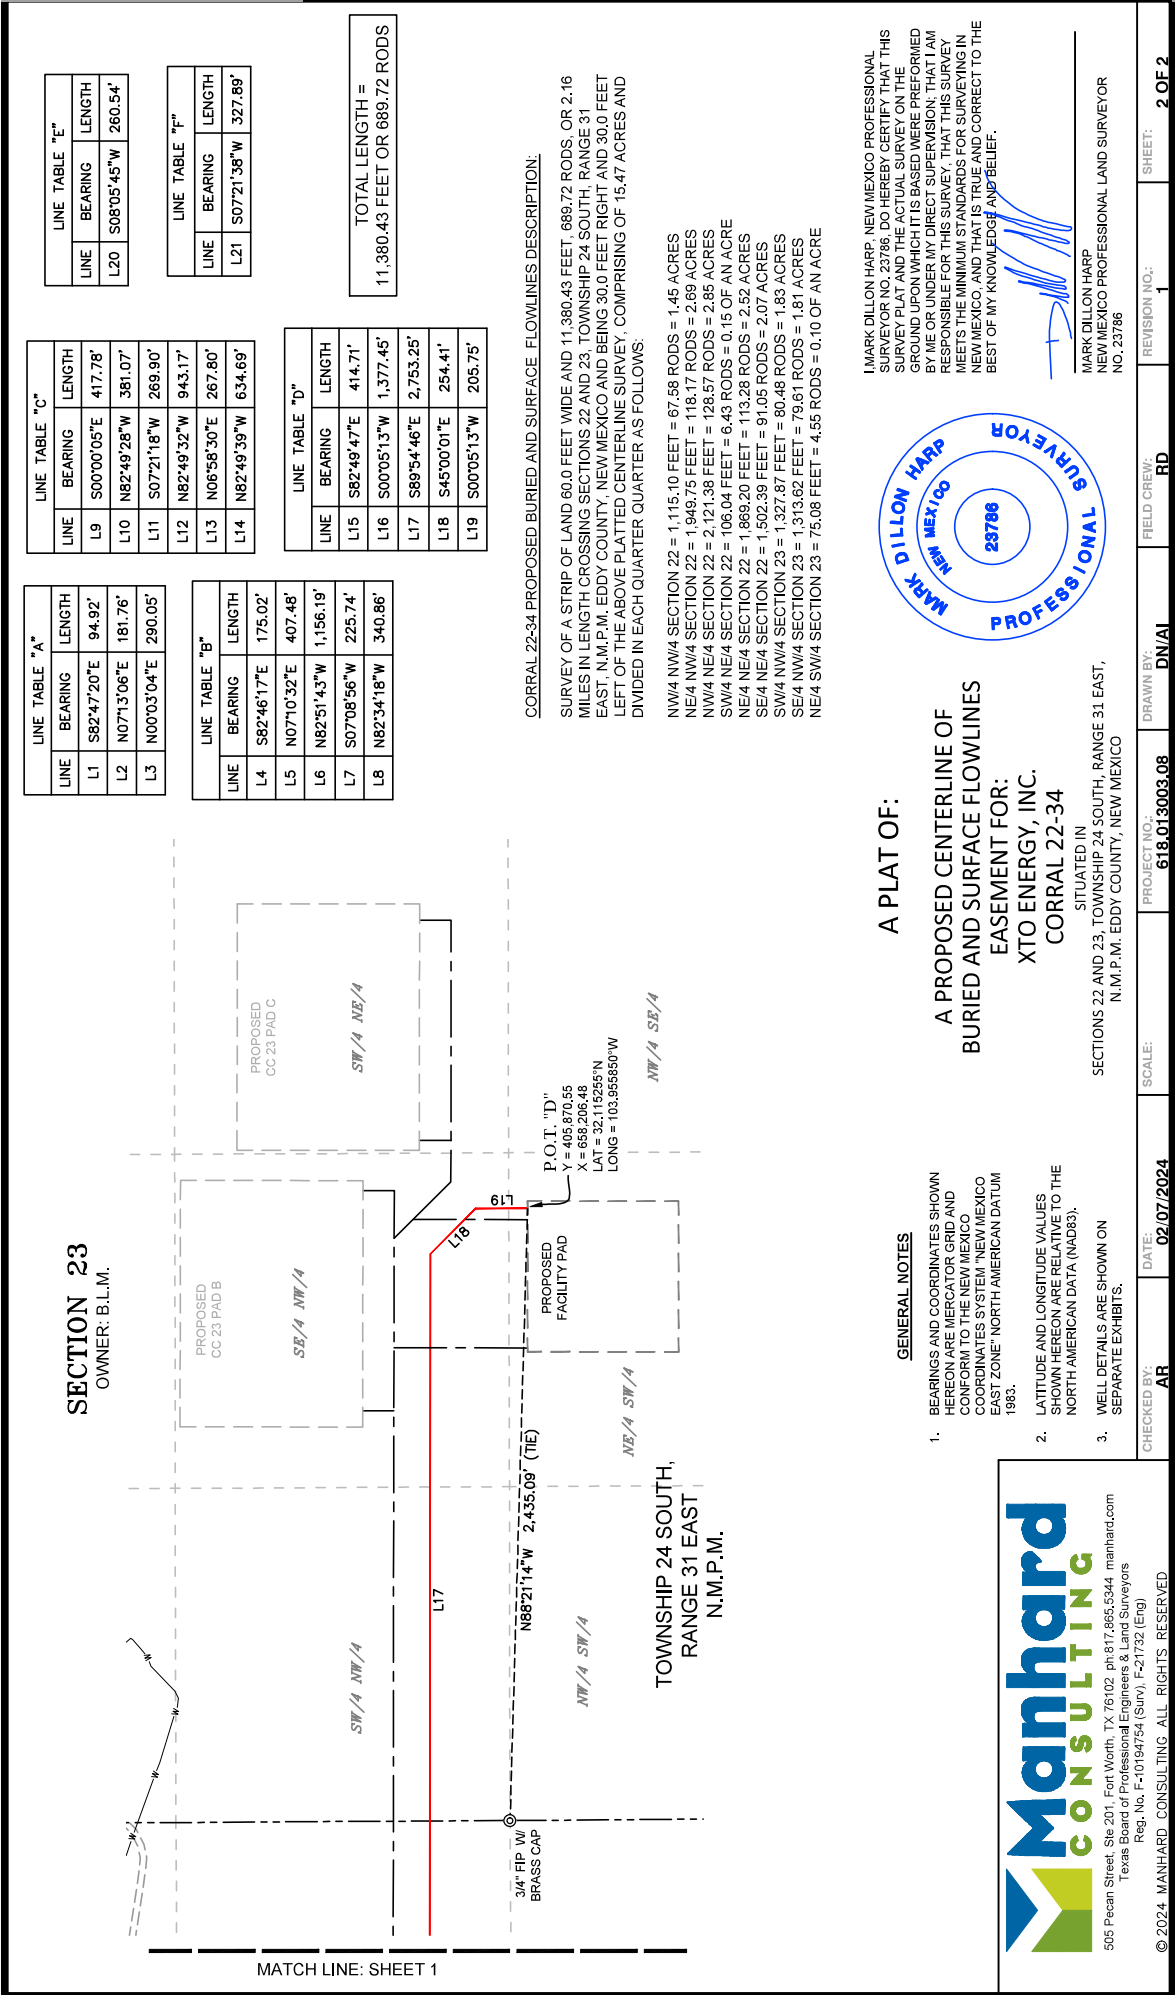 SECTION 23
OWNER: B.L.M.
PROPOSED
CC 23 PAD B
PROPOSED
CC 23 PAD C
SW/4 NW/4
SE/4 NW/4
SW/4 NE/4
L17
L18
L19
W
W
W
W
N88°21'14"W 2,435.09' (TIE)
3/4" FIP W/
BRASS CAP
PROPOSED
FACILITY PAD
P.O.T. "D"
Y = 405,870.55
X = 658,206.48
LAT = 32.115255°N
LONG = 103.955850°W
NW/4 SW/4
NE/4 SW/4
NW/4 SE/4
TOWNSHIP 24 SOUTH,
RANGE 31 EAST
N.M.P.M.
MATCH LINE: SHEET 1
LINE TABLE "A"
LINE BEARING LENGTH
L1 S82°47'20"E 94.92'
L2 N07°13'06"E 181.76'
L3 N00°03'04"E 290.05'
LINE TABLE "B"
LINE BEARING LENGTH
L4 S82°46'17"E 175.02'
L5 N07°10'32"E 407.48'
L6 N82°51'43"W 1,156.19'
L7 S07°08'56"W 225.74'
L8 N82°34'18"W 340.86'
LINE TABLE "C"
LINE BEARING LENGTH
L9 S00°00'05"E 417.78'
L10 N82°49'28"W 381.07'
L11 S07°21'18"W 269.90'
L12 N82°49'32"W 943.17'
L13 N06°58'30"E 267.80'
L14 N82°49'39"W 634.69'
LINE TABLE "D"
LINE BEARING LENGTH
L15 S82°49'47"E 414.71'
L16 S00°05'13"W 1,377.45'
L17 S89°54'46"E 2,753.25'
L18 S45°00'01"E 254.41'
L19 S00°05'13"W 205.75'
LINE TABLE "E"
LINE BEARING LENGTH
L20 S08°05'45"W 260.54'
LINE TABLE "F"
LINE BEARING LENGTH
L21 S07°21'38"W 327.89'
TOTAL LENGTH =
11,380.43 FEET OR 689.72 RODS
CORRAL 22-34 PROPOSED BURIED AND SURFACE FLOWLINES DESCRIPTION:
SURVEY OF A STRIP OF LAND 60.0 FEET WIDE AND 11,380.43 FEET, 689.72 RODS, OR 2.16
MILES IN LENGTH CROSSING SECTIONS 22 AND 23, TOWNSHIP 24 SOUTH, RANGE 31
EAST, N.M.P.M. EDDY COUNTY, NEW MEXICO AND BEING 30.0 FEET RIGHT AND 30.0 FEET
LEFT OF THE ABOVE PLATTED CENTERLINE SURVEY, COMPRISING OF 15.47 ACRES AND
DIVIDED IN EACH QUARTER QUARTER AS FOLLOWS:
NW/4 NW/4 SECTION 22 = 1,115.10 FEET = 67.58 RODS = 1.45 ACRES
NE/4 NW/4 SECTION 22 = 1,949.75 FEET = 118.17 RODS = 2.69 ACRES
NW/4 NE/4 SECTION 22 = 2,121.38 FEET = 128.57 RODS = 2.85 ACRES
SW/4 NE/4 SECTION 22 = 106.04 FEET = 6.43 RODS = 0.15 OF AN ACRE
NE/4 NE/4 SECTION 22 = 1,869.20 FEET = 113.28 RODS = 2.52 ACRES
SE/4 NE/4 SECTION 22 = 1,502.39 FEET = 91.05 RODS = 2.07 ACRES
SW/4 NW/4 SECTION 23 = 1,327.87 FEET = 80.48 RODS = 1.83 ACRES
SE/4 NW/4 SECTION 23 = 1,313.62 FEET = 79.61 RODS = 1.81 ACRES
NE/4 SW/4 SECTION 23 = 75.08 FEET = 4.55 RODS = 0.10 OF AN ACRE
GENERAL NOTES
1. BEARINGS AND COORDINATES SHOWN
HEREON ARE MERCATOR GRID AND
CONFORM TO THE NEW MEXICO
COORDINATES SYSTEM "NEW MEXICO
EAST ZONE" NORTH AMERICAN DATUM
1983.
2. LATITUDE AND LONGITUDE VALUES
SHOWN HEREON ARE RELATIVE TO THE
NORTH AMERICAN DATA (NAD83).
3. WELL DETAILS ARE SHOWN ON
SEPARATE EXHIBITS.
A PLAT OF:
A PROPOSED CENTERLINE OF
BURIED AND SURFACE FLOWLINES
EASEMENT FOR:
XTO ENERGY, INC.
CORRAL 22-34
SITUATED IN
SECTIONS 22 AND 23, TOWNSHIP 24 SOUTH, RANGE 31 EAST,
N.M.P.M. EDDY COUNTY, NEW MEXICO
MARK DILLON HARP
NEW MEXICO
23786
PROFESSIONAL SURVEYOR
I,MARK DILLON HARP, NEW MEXICO PROFESSIONAL
SURVEYOR NO. 23786, DO HEREBY CERTIFY THAT THIS
SURVEY PLAT AND THE ACTUAL SURVEY ON THE
GROUND UPON WHICH IT IS BASED WERE PREFORMED
BY ME OR UNDER MY DIRECT SUPERVISION; THAT I AM
RESPONSIBLE FOR THIS SURVEY, THAT THIS SURVEY
MEETS THE MINIMUM STANDARDS FOR SURVEYING IN
NEW MEXICO, AND THAT IS TRUE AND CORRECT TO THE
BEST OF MY KNOWLEDGE AND BELIEF.
MARK DILLON HARP
NEW MEXICO PROFESSIONAL LAND SURVEYOR
NO. 23786
Manhard
CONSULTING
505 Pecan Street, Ste 201, Fort Worth, TX 76102 ph:817.865.5344 manhard.com
Texas Board of Professional Engineers & Land Surveyors
Reg. No. F-10194754 (Surv), F-21732 (Eng)
© 2024 MANHARD CONSULTING ALL RIGHTS RESERVED
CHECKED BY: AR
DATE: 02/07/2024
SCALE:
PROJECT NO.: 618.013003.08
DRAWN BY: DN/AI
FIELD CREW: RD
REVISION NO.: 1
SHEET: 2 OF 2